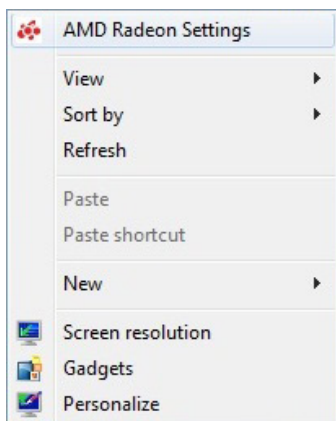 AMD Radeon Settings
View
Sort by
Refresh
Paste
Paste shortcut
New
Screen resolution
Gadgets
Personalize